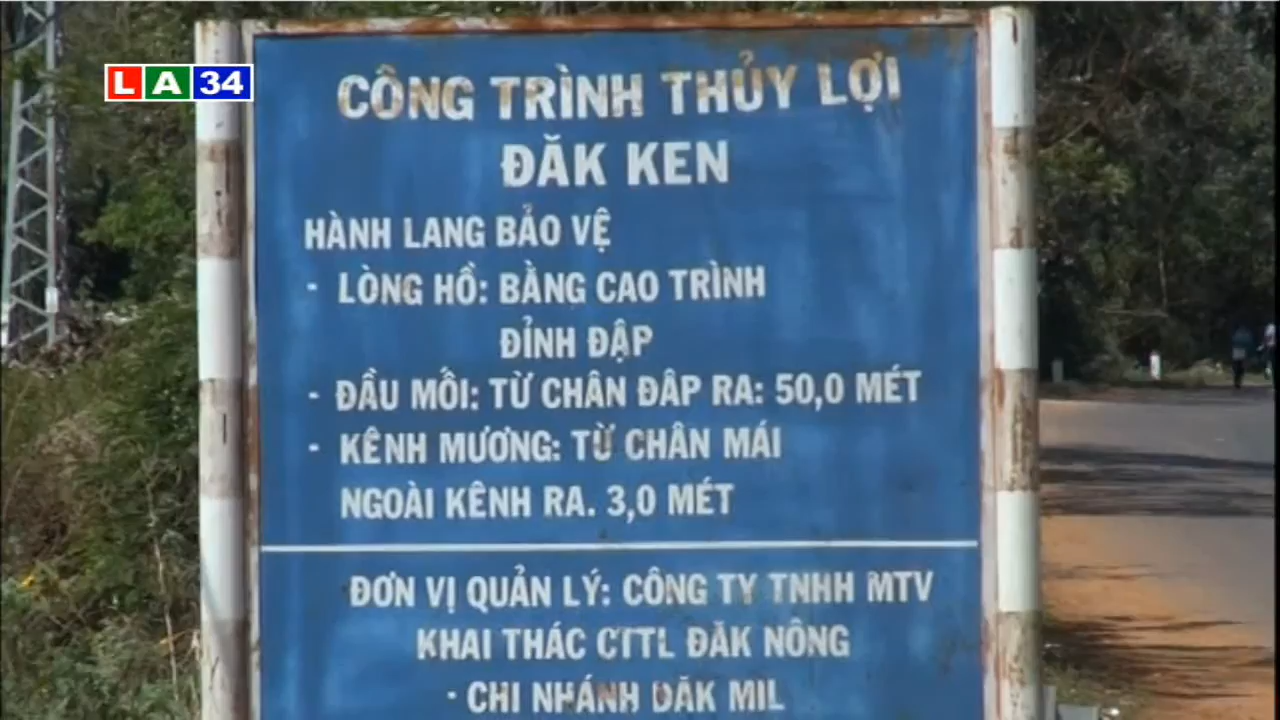 LA34
CÔNG TRÌNH THỦY LỢI
ĐĂK KEN
HÀNH LANG BẢO VỆ
- LÒNG HỒ: BẰNG CAO TRÌNH
ĐỈNH ĐẬP
- ĐẦU MỐI: TỪ CHÂN ĐÂP RA: 50,0 MÉT
- KÊNH MƯƠNG: TỪ CHÂN MÁI
NGOÀI KÊNH RA. 3,0 MÉT
ĐƠN VỊ QUẢN LÝ: CÔNG TY TNHH MTV
KHAI THÁC CTTL ĐĂK NÔNG
- CHI NHÁNH ĐĂK MIL